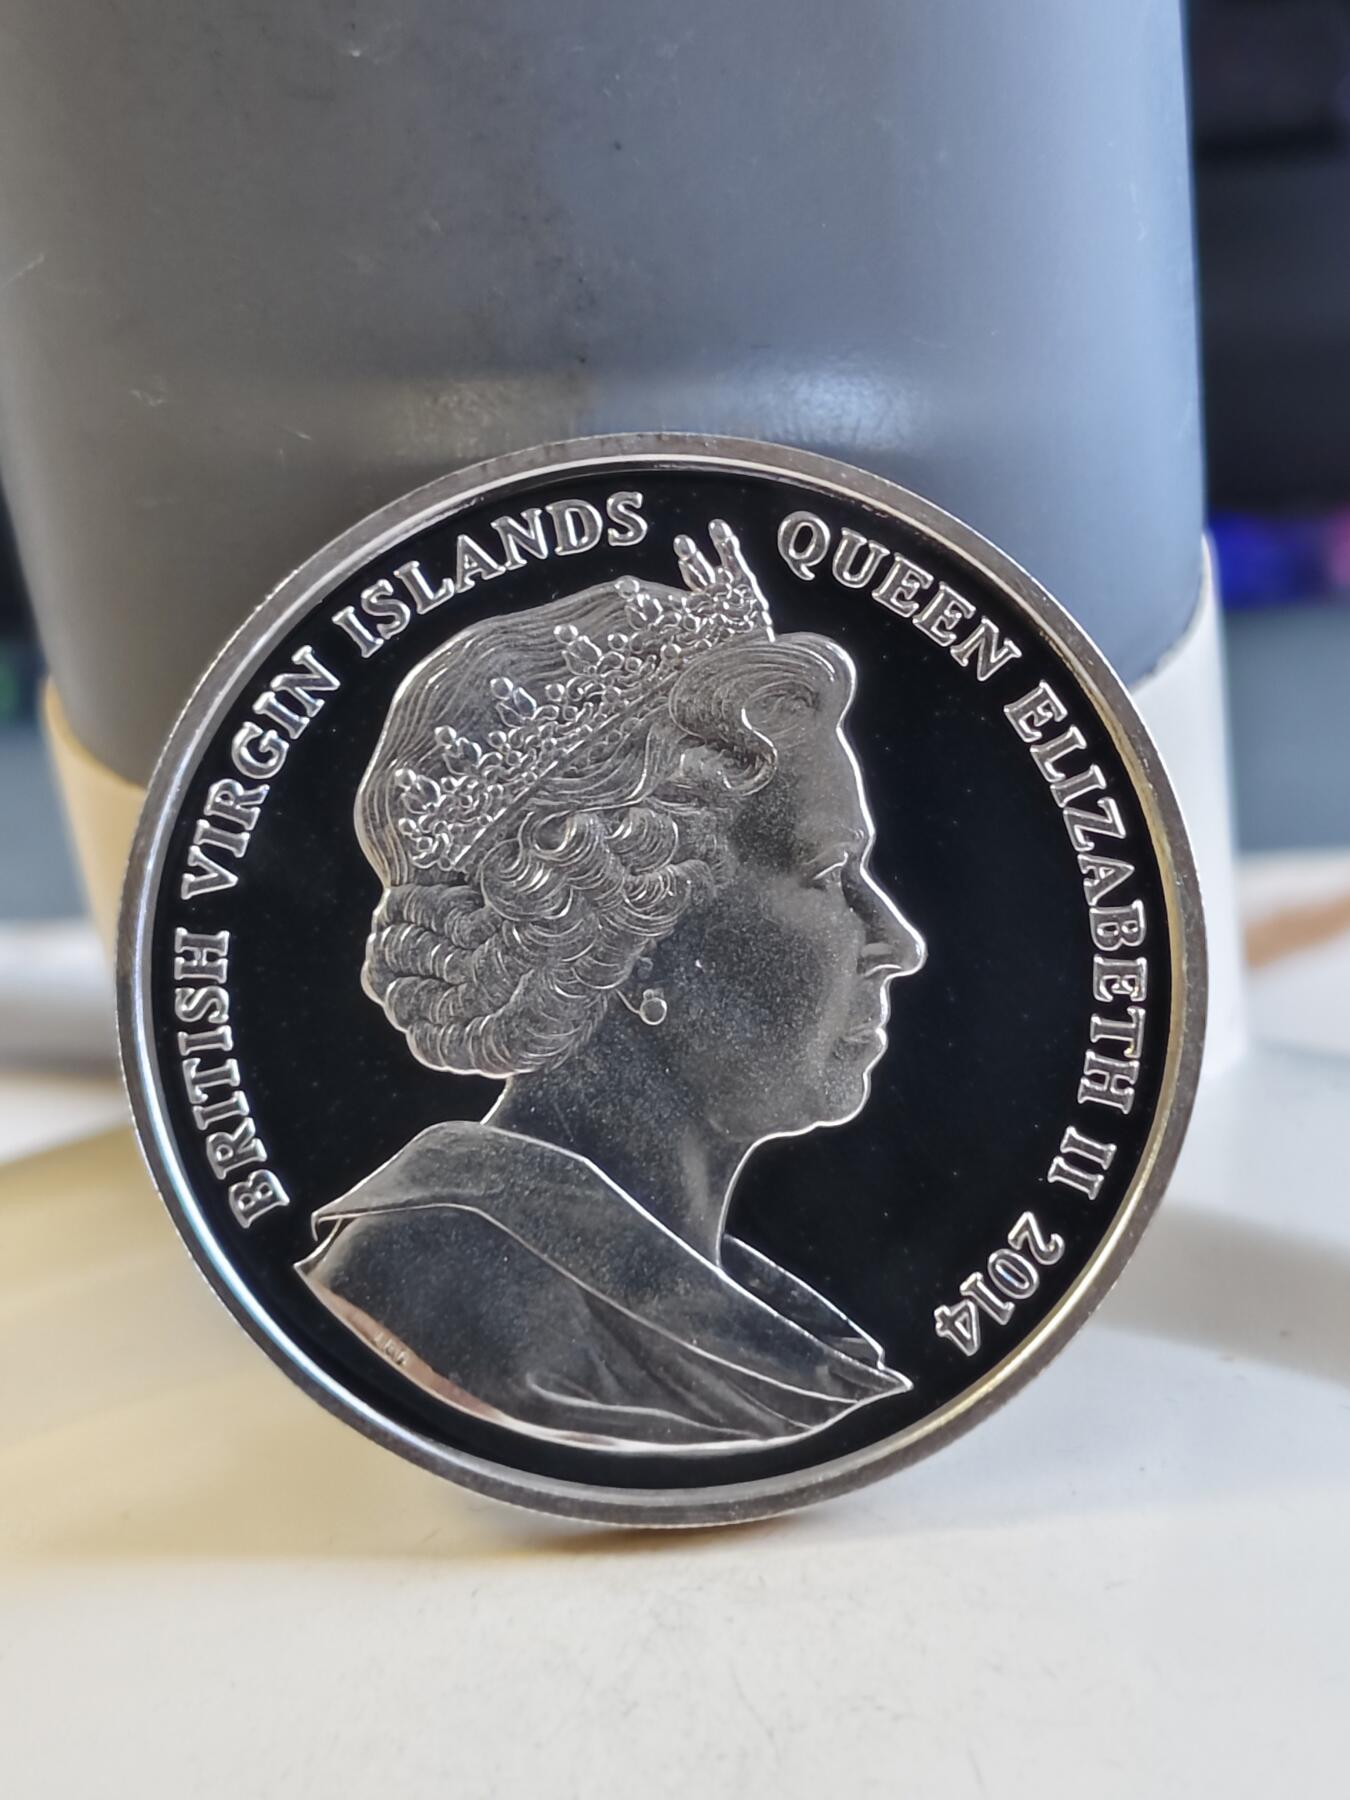 BRITISH VIRGIN ISLANDS QUEEN ELIZABETH II 2014